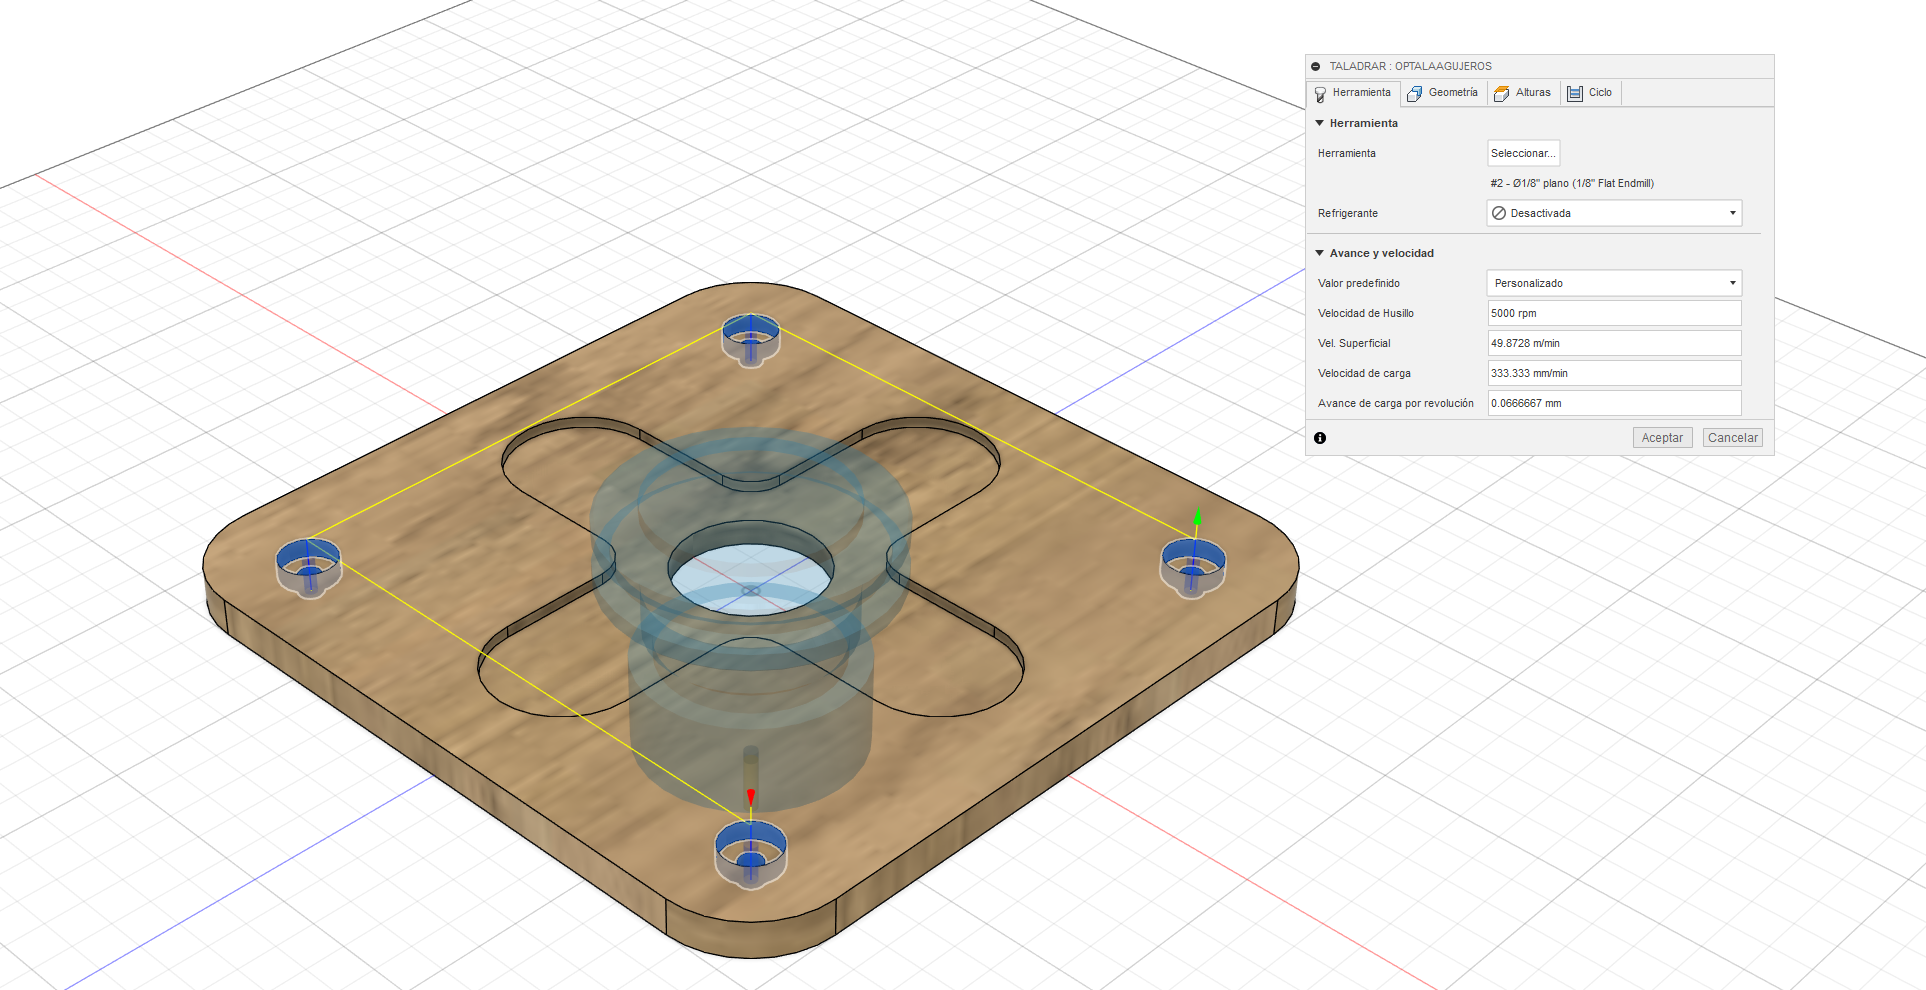 TALADRAR : OPTALAAGUJEROS
Herramienta Geometría Alturas Ciclo
Herramienta
Herramienta Seleccionar...
#2 - Ø1/8" plano (1/8" Flat Endmill)
Refrigerante Desactivada
Avance y velocidad
Valor predefinido Personalizado
Velocidad de Husillo 5000 rpm
Vel. Superficial 49.8728 m/min
Velocidad de carga 333.333 mm/min
Avance de carga por revolución 0.0666667 mm
Aceptar Cancelar